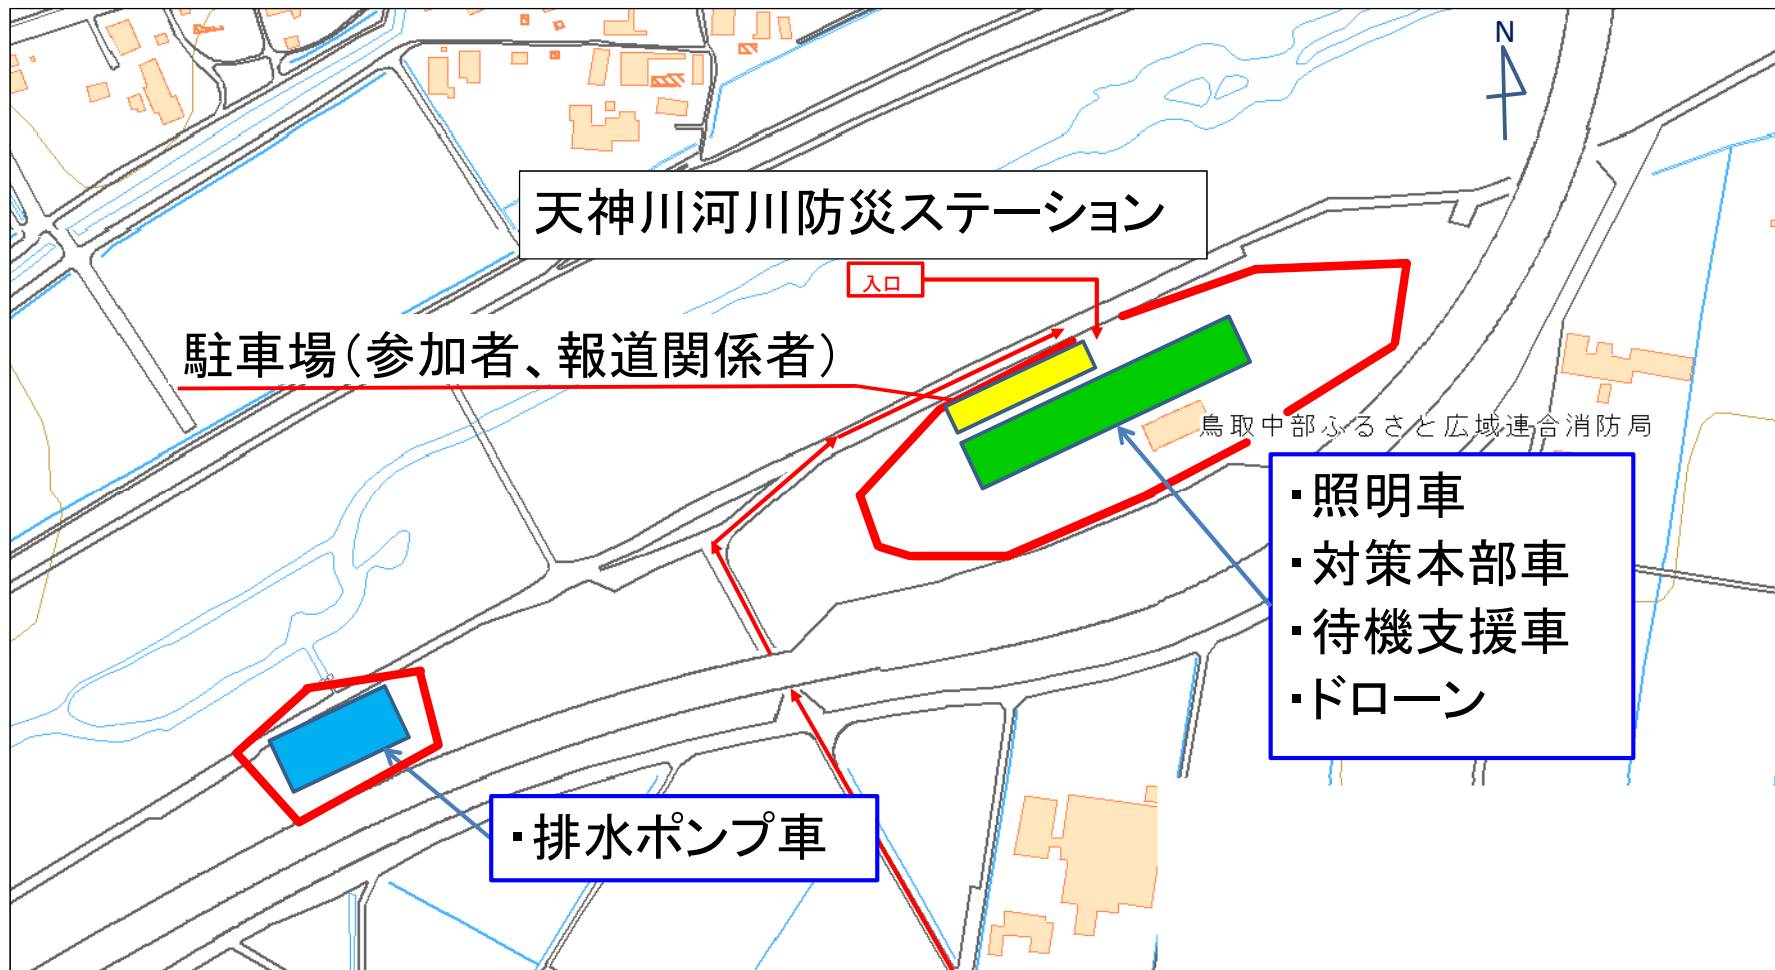 N
天神川河川防災ステーション
入口
駐車場(参加者、報道関係者)
鳥取中部ふるさと広域連合消防局
・照明車
・対策本部車
・待機支援車
・ドローン
・排水ポンプ車